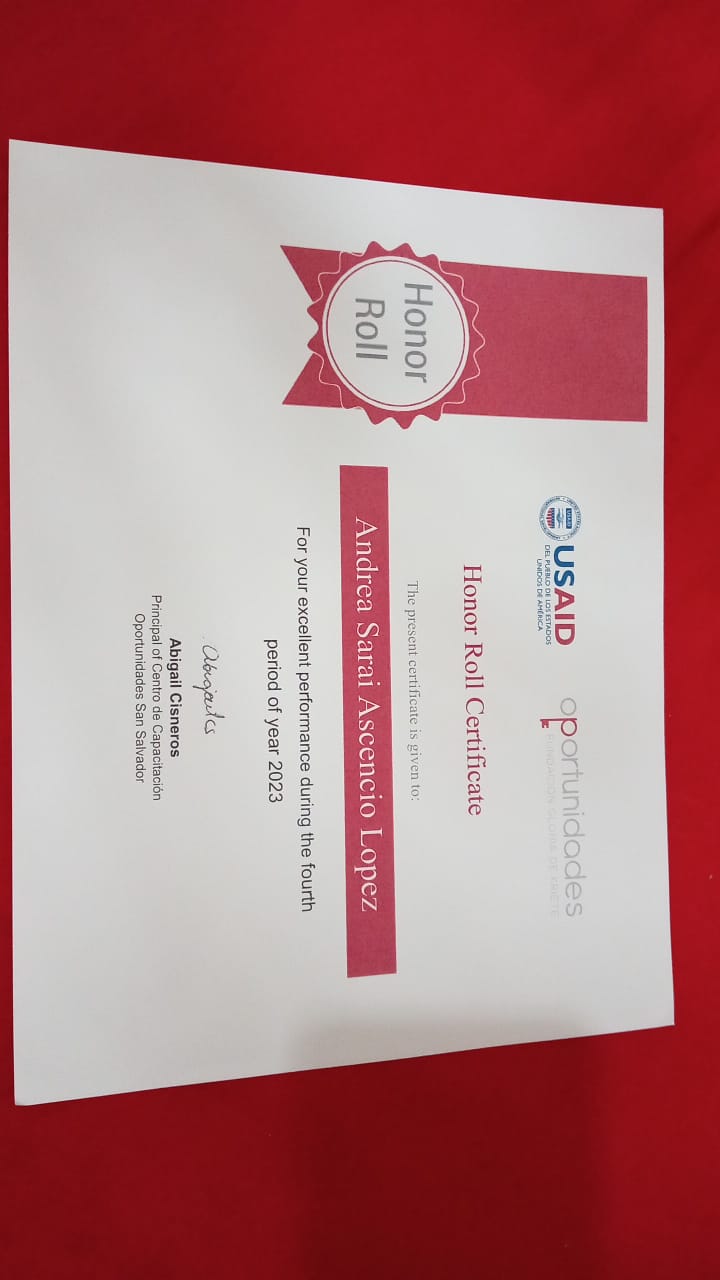 USAID
DEL PUEBLO DE LOS ESTADOS
UNIDOS DE AMÉRICA
oportunidades
FUNDACIÓN GLORIA DE KRIETE
Honor Roll Certificate
Honor
Roll
The present certificate is given to:
Andrea Sarai Ascencio Lopez
For your excellent performance during the fourth
period of year 2023
Abigail Cisneros
Principal of Centro de Capacitación
Oportunidades San Salvador